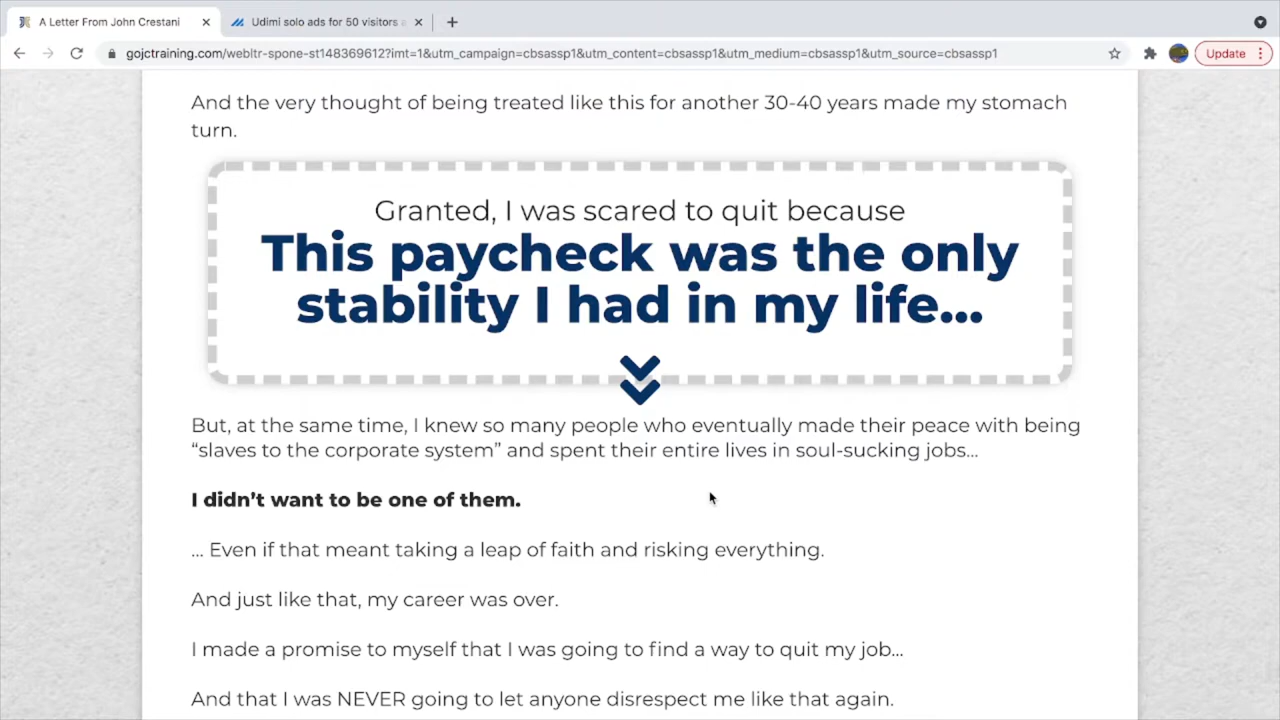 A Letter From John Crestani
Udimi solo ads for 50 visitors
gojctraining.com/webltr-spone-st148369612?imt=1&utm_campaign=cbsassp1&utm_content=cbsassp1&utm_medium=cbsassp1&utm_source=cbsassp1
Update
And the very thought of being treated like this for another 30-40 years made my stomach
turn.
Granted, I was scared to quit because
This paycheck was the only
stability I had in my life...
But, at the same time, I knew so many people who eventually made their peace with being
“slaves to the corporate system” and spent their entire lives in soul-sucking jobs...
I didn’t want to be one of them.
... Even if that meant taking a leap of faith and risking everything.
And just like that, my career was over.
I made a promise to myself that I was going to find a way to quit my job...
And that I was NEVER going to let anyone disrespect me like that again.